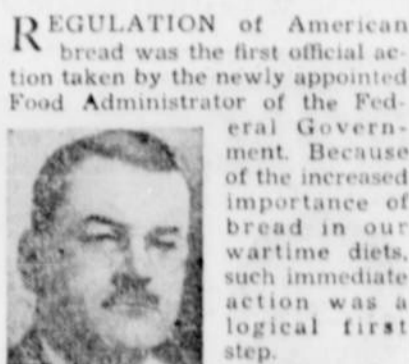 REGULATION of American
bread was the first official ac-
tion taken by the newly appointed
Food Administrator of the Fed-
eral Govern-
ment. Because
of the increased
importance of
bread in our
wartime diets,
such immediate
action was a
logical first
step.